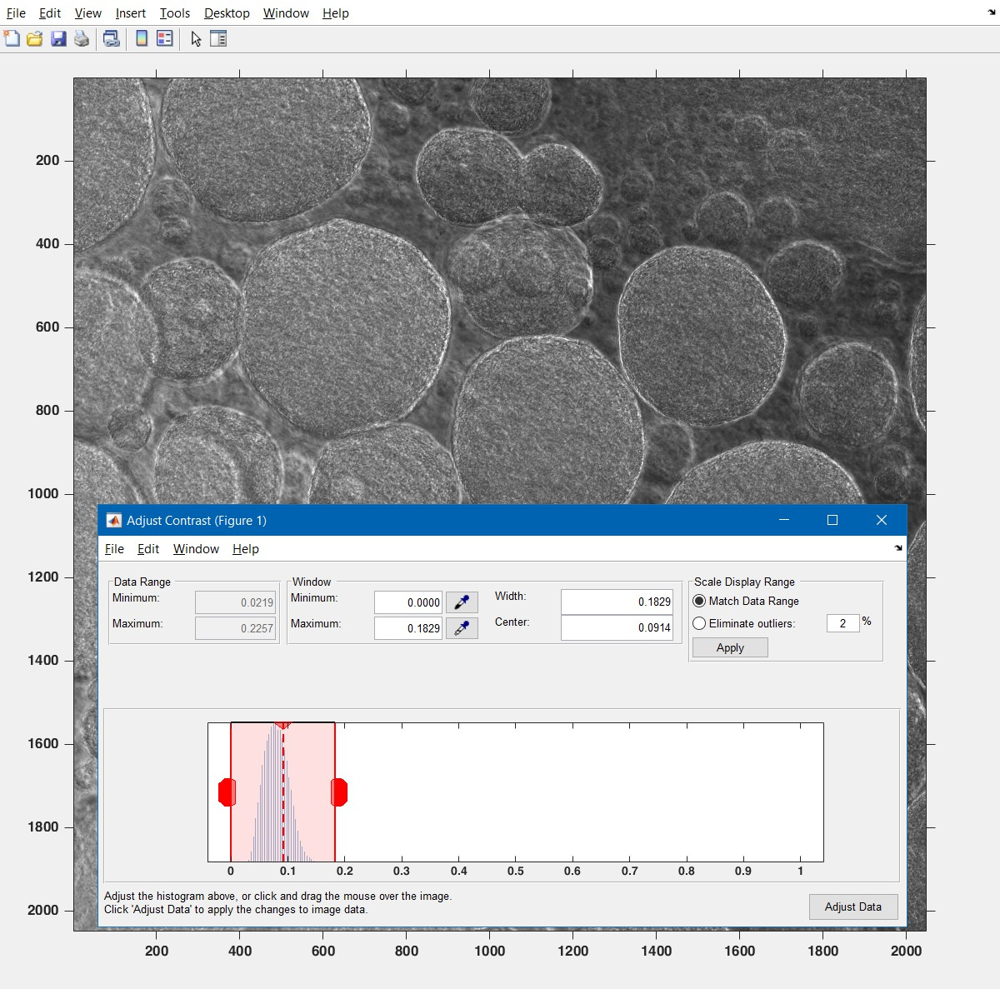 File Edit View Insert Tools Desktop Window Help
200
400
600
800
1000
1200
1400
1600
1800
2000
Adjust Contrast (Figure 1)
File Edit Window Help
Data Range
Minimum: 0.0219
Maximum: 0.2257
Window
Minimum: 0.0000
Maximum: 0.1829
Width: 0.1829
Center: 0.0914
Scale Display Range
Match Data Range
Eliminate outliers: 2 %
Apply
0 0.1 0.2 0.3 0.4 0.5 0.6 0.7 0.8 0.9 1
Adjust the histogram above, or click and drag the mouse over the image.
Click 'Adjust Data' to apply the changes to image data.
Adjust Data
200 400 600 800 1000 1200 1400 1600 1800 2000